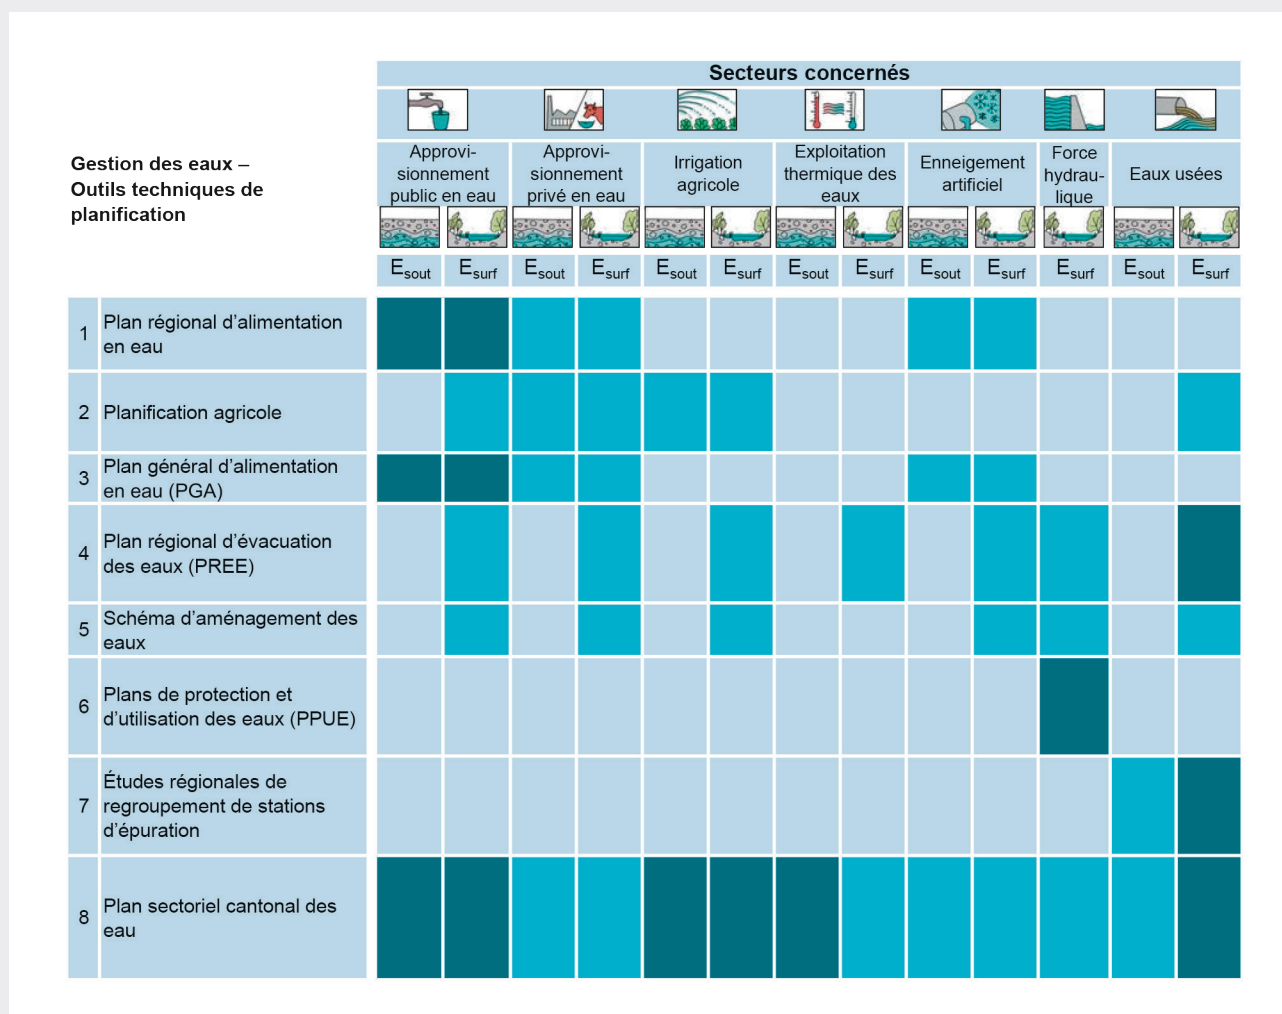 Secteurs concernés
Gestion des eaux –
Outils techniques de
planification
Approvi-
sionnement
public en eau
Approvi-
sionnement
privé en eau
Irrigation
agricole
Exploitation
thermique des
eaux
Enneigement
artificiel
Force
hydrau-
lique
Eaux usées
Esout Esurf Esout Esurf Esout Esurf Esout Esurf Esout Esurf Esurf Esout Esurf
1 Plan régional d’alimentation
en eau
2 Planification agricole
3 Plan général d’alimentation
en eau (PGA)
4 Plan régional d’évacuation
des eaux (PREE)
5 Schéma d’aménagement des
eaux
6 Plans de protection et
d’utilisation des eaux (PPUE)
7 Études régionales de
regroupement de stations
d’épuration
8 Plan sectoriel cantonal des
eau